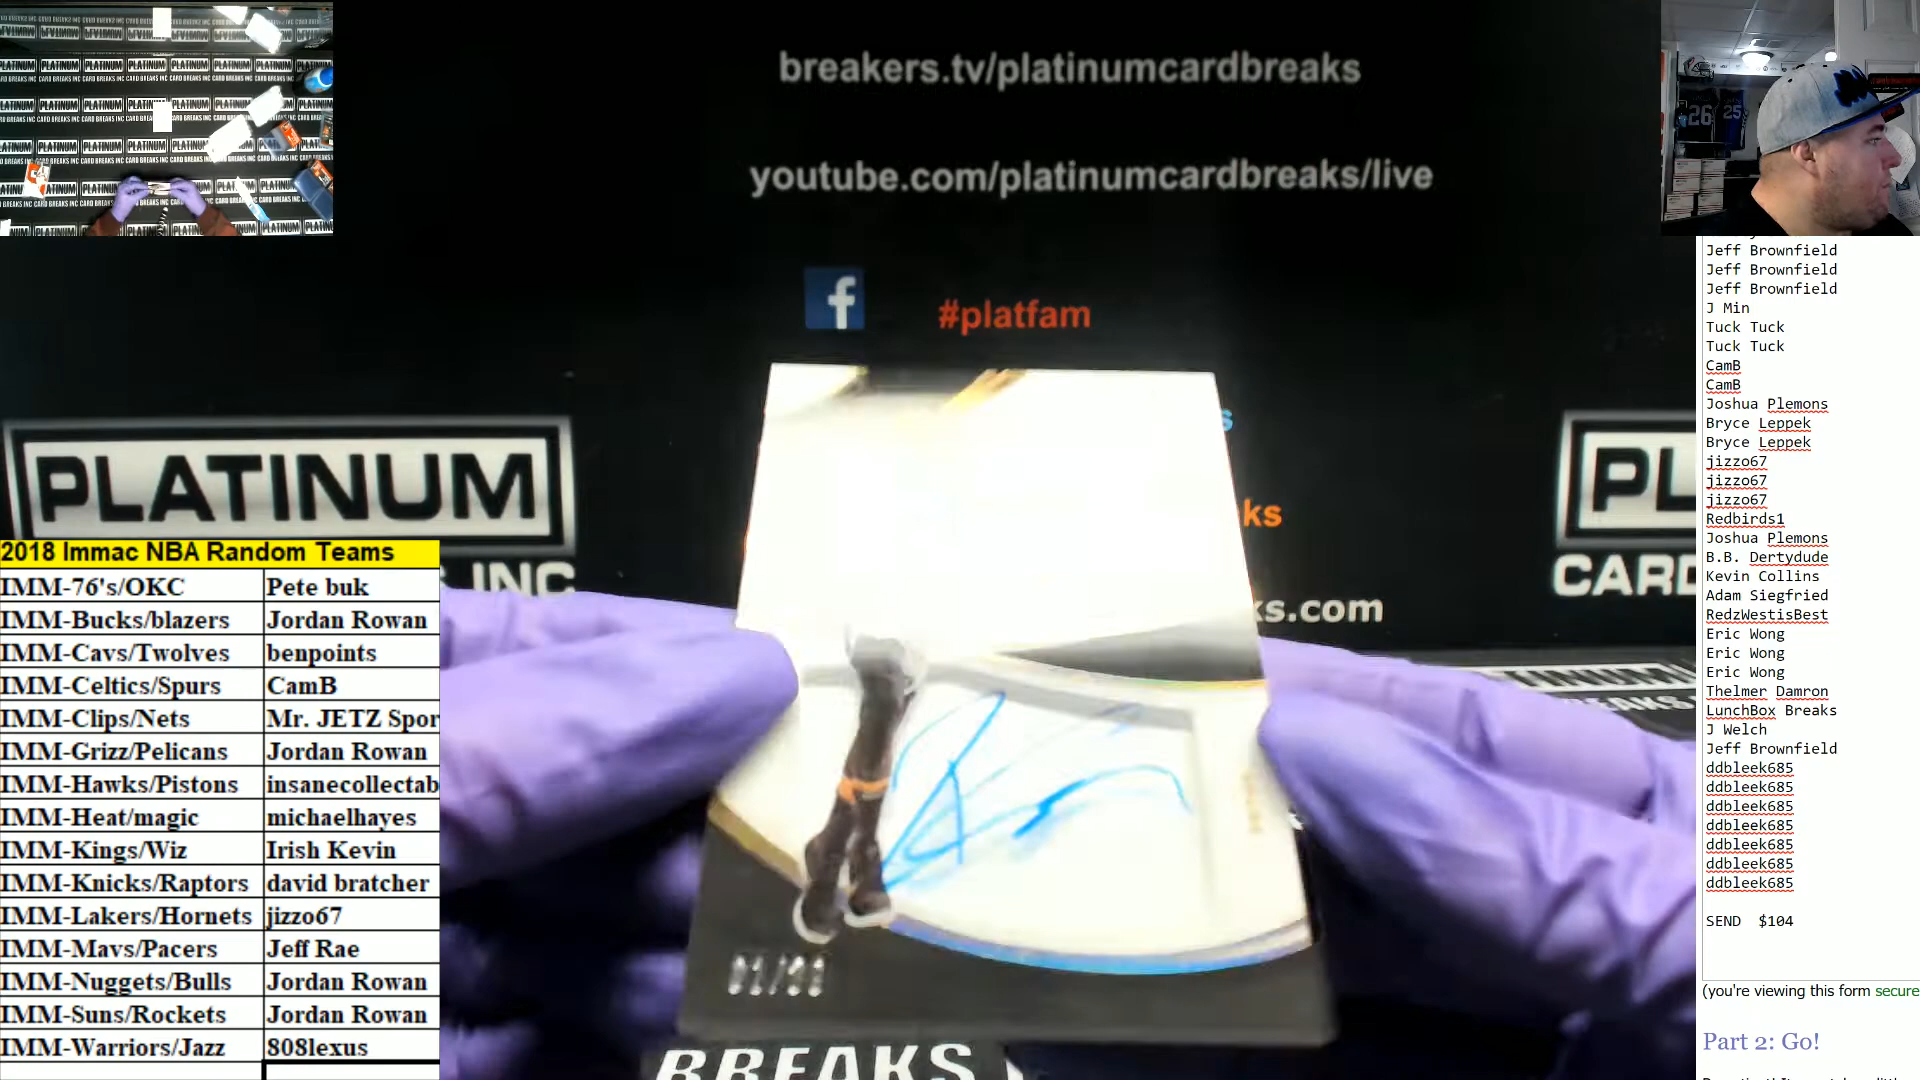 breakers.tv/platinumcardbreaks
youtube.com/platinumcardbreaks/live
f #platfam
PLATINUM
INC
ks
ks.com
PL
CARD
BREAKS
26 25
2018 Immac NBA Random Teams
IMM-76's/OKC Pete buk
IMM-Bucks/blazers Jordan Rowan
IMM-Cavs/Twolves benpoints
IMM-Celtics/Spurs CamB
IMM-Clips/Nets Mr. JETZ Spor
IMM-Grizz/Pelicans Jordan Rowan
IMM-Hawks/Pistons insanecollectab
IMM-Heat/magic michaelhayes
IMM-Kings/Wiz Irish Kevin
IMM-Knicks/Raptors david bratcher
IMM-Lakers/Hornets jizzo67
IMM-Mavs/Pacers Jeff Rae
IMM-Nuggets/Bulls Jordan Rowan
IMM-Suns/Rockets Jordan Rowan
IMM-Warriors/Jazz 808lexus
Jeff Brownfield
Jeff Brownfield
Jeff Brownfield
J Min
Tuck Tuck
Tuck Tuck
CamB
CamB
Joshua Plemons
Bryce Leppek
Bryce Leppek
jizzo67
jizzo67
jizzo67
Redbirds1
Joshua Plemons
B.B. Dertydude
Kevin Collins
Adam Siegfried
RedzWestisBest
Eric Wong
Eric Wong
Eric Wong
Thelmer Damron
LunchBox Breaks
J Welch
Jeff Brownfield
ddbleek685
ddbleek685
ddbleek685
ddbleek685
ddbleek685
ddbleek685
ddbleek685
SEND $104
(you're viewing this form secure
Part 2: Go!